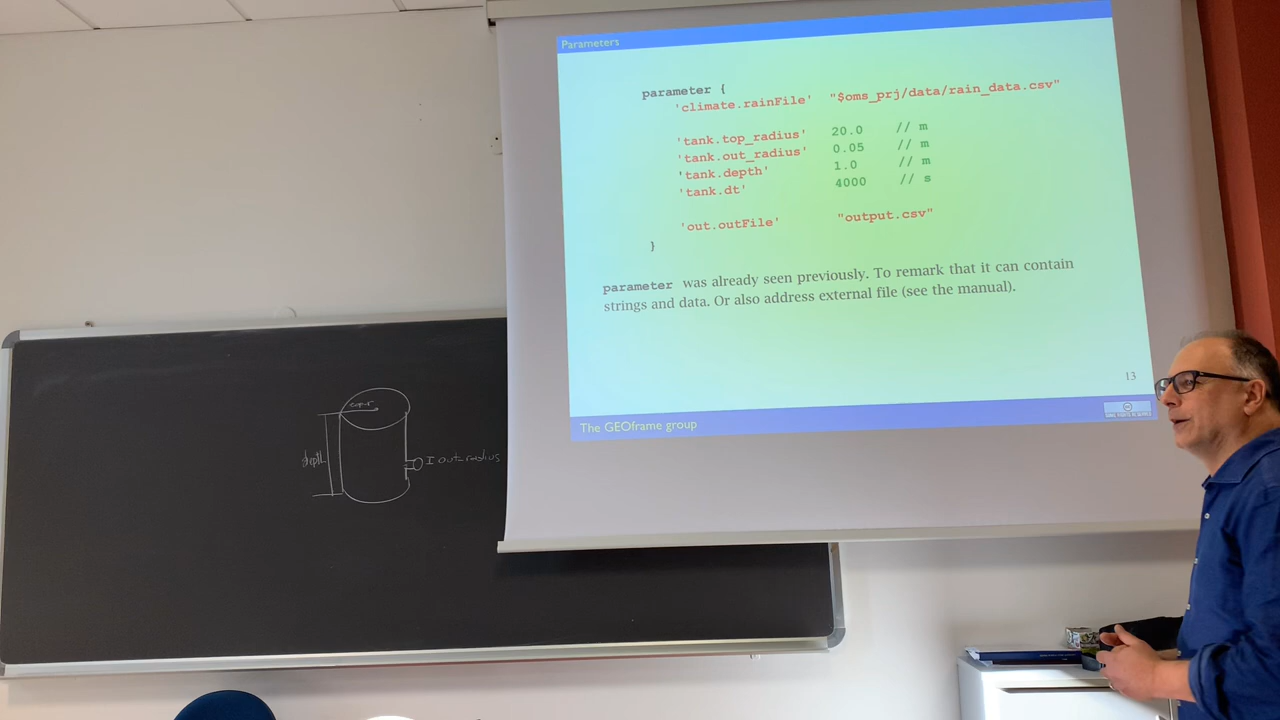 Parameters
parameter {
'climate.rainFile' "$oms_prj/data/rain_data.csv"
'tank.top_radius' 20.0 // m
'tank.out_radius' 0.05 // m
'tank.depth' 1.0 // m
'tank.dt' 4000 // s
'out.outFile' "output.csv"
}
parameter was already seen previously. To remark that it can contain
strings and data. Or also address external file (see the manual).
13
The GEOframe group
depth
I out-radius